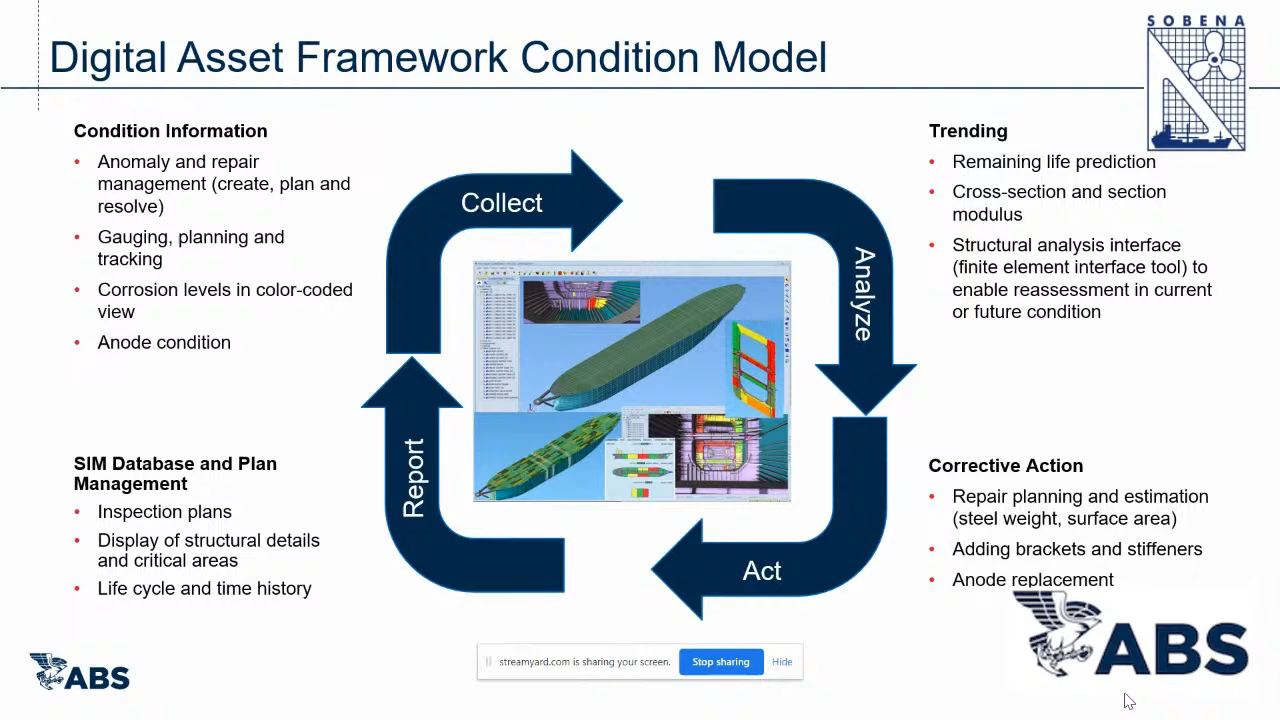 Digital Asset Framework Condition Model
SOBENA
Condition Information
• Anomaly and repair
management (create, plan and
resolve)
• Gauging, planning and
tracking
• Corrosion levels in color-coded
view
• Anode condition
Collect
Analyze
Trending
• Remaining life prediction
• Cross-section and section
modulus
• Structural analysis interface
(finite element interface tool) to
enable reassessment in current
or future condition
SIM Database and Plan
Management
• Inspection plans
• Display of structural details
and critical areas
• Life cycle and time history
Report
Act
Corrective Action
• Repair planning and estimation
(steel weight, surface area)
• Adding brackets and stiffeners
• Anode replacement
ABS
streamyard.com is sharing your screen.
Stop sharing
Hide
ABS